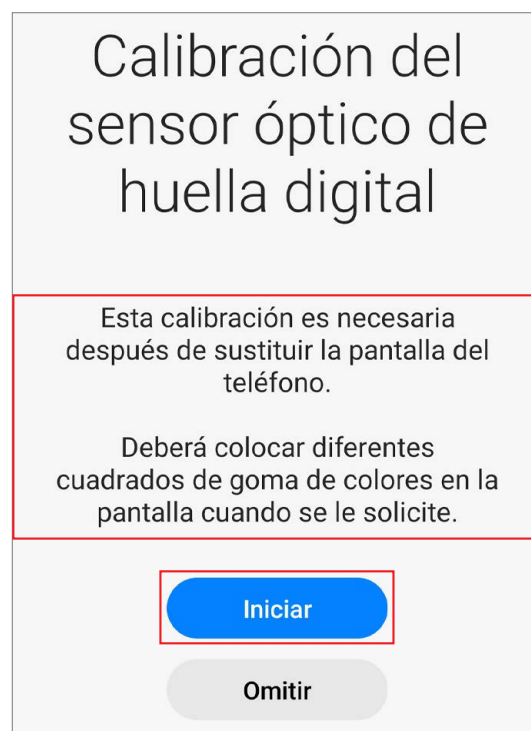 Calibración del
sensor óptico de
huella digital
Esta calibración es necesaria
después de sustituir la pantalla del
teléfono.
Deberá colocar diferentes
cuadrados de goma de colores en la
pantalla cuando se le solicite.
Iniciar
Omitir